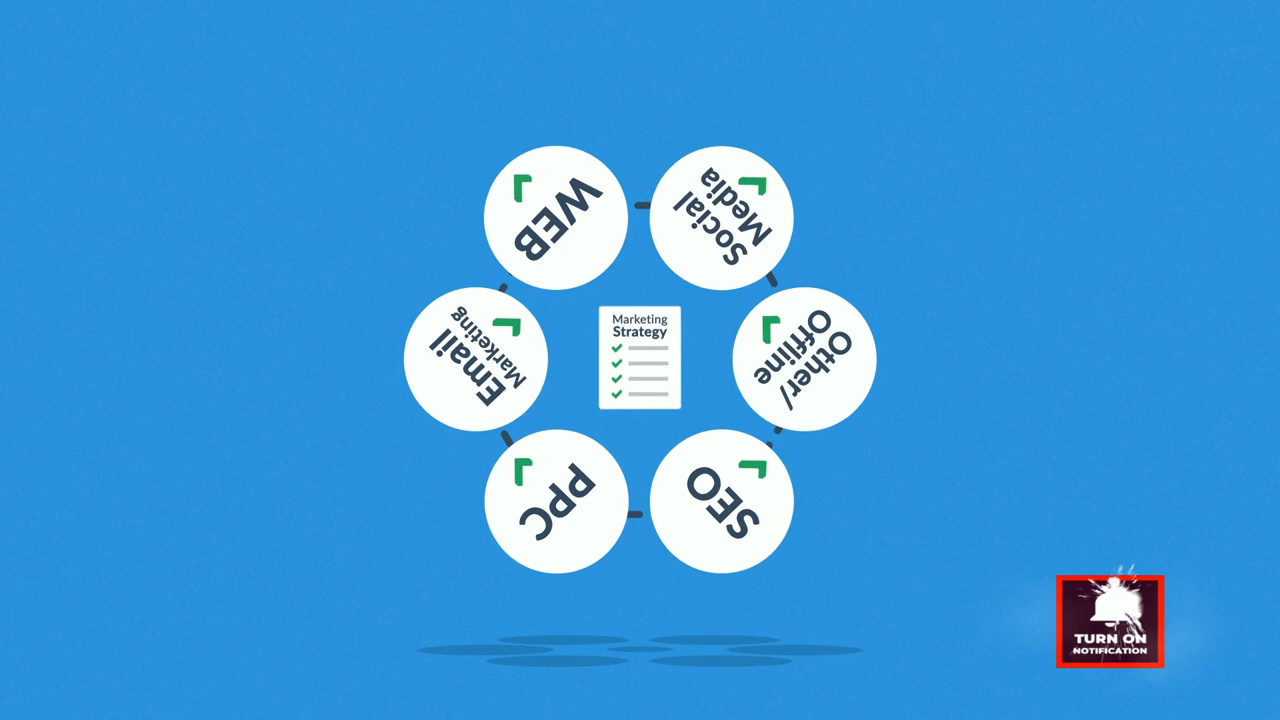 WEB
Social
Media
Email
Marketing
Marketing
Strategy
Other/
Offline
PPC
SEO
TURN ON
NOTIFICATION